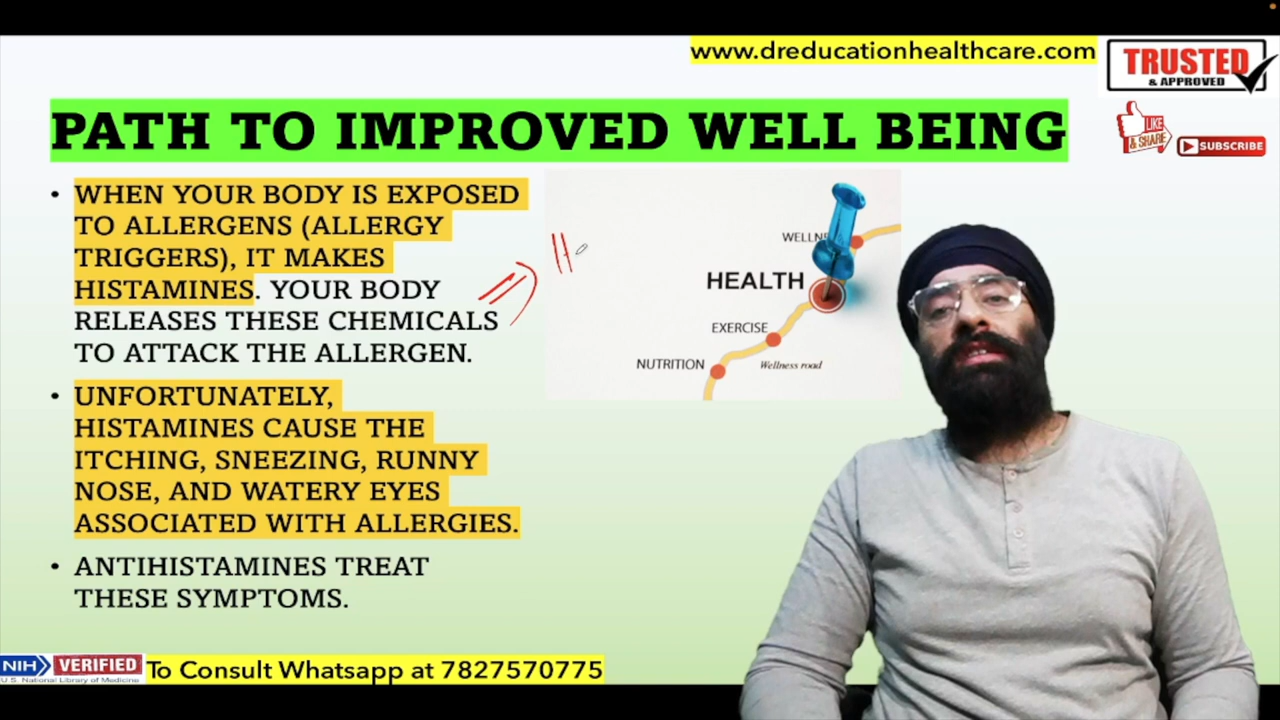 www.dreducationhealthcare.com
TRUSTED
& APPROVED
LIKE
& SHARE
SUBSCRIBE
PATH TO IMPROVED WELL BEING
• WHEN YOUR BODY IS EXPOSED
TO ALLERGENS (ALLERGY
TRIGGERS), IT MAKES
HISTAMINES. YOUR BODY
RELEASES THESE CHEMICALS
TO ATTACK THE ALLERGEN.
• UNFORTUNATELY,
HISTAMINES CAUSE THE
ITCHING, SNEEZING, RUNNY
NOSE, AND WATERY EYES
ASSOCIATED WITH ALLERGIES.
• ANTIHISTAMINES TREAT
THESE SYMPTOMS.
HEALTH
EXERCISE
NUTRITION
Wellness road
NIH VERIFIED
U.S. National Library of Medicine
To Consult Whatsapp at 7827570775